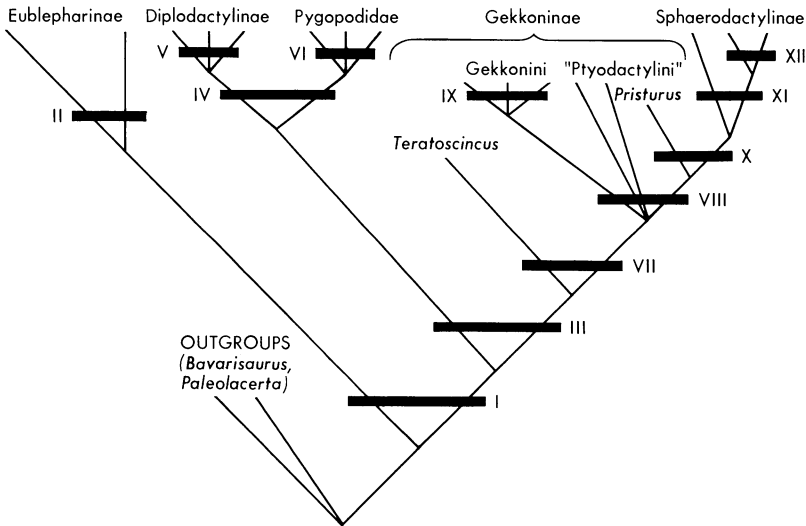 Eublepharinae Diplodactylinae Pygopodidae Gekkoninae Sphaerodactylinae
V VI XII
Gekkonini "Ptyodactylini"
IV IX Pristurus XI
II
Teratoscincus
X
VIII
VII
III
OUTGROUPS
(Bavarisaurus,
Paleolacerta)
I